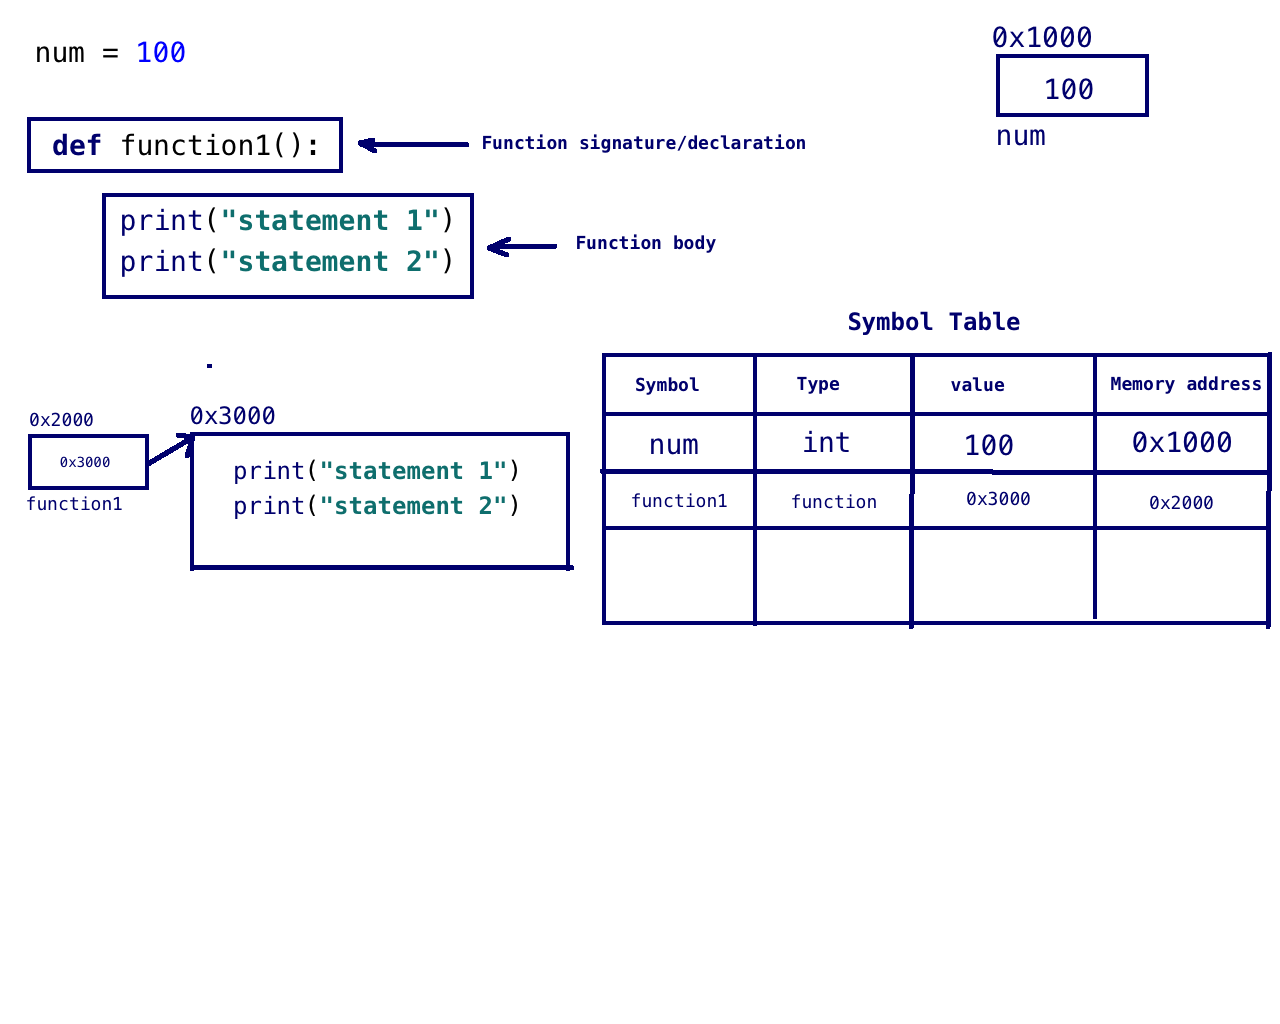 num = 100
0x1000
100
num
def function1():
Function signature/declaration
print("statement 1")
print("statement 2")
Function body
Symbol Table
Symbol Type value Memory address
num int 100 0x1000
function1 function 0x3000 0x2000
0x2000
0x3000
function1
0x3000
print("statement 1")
print("statement 2")